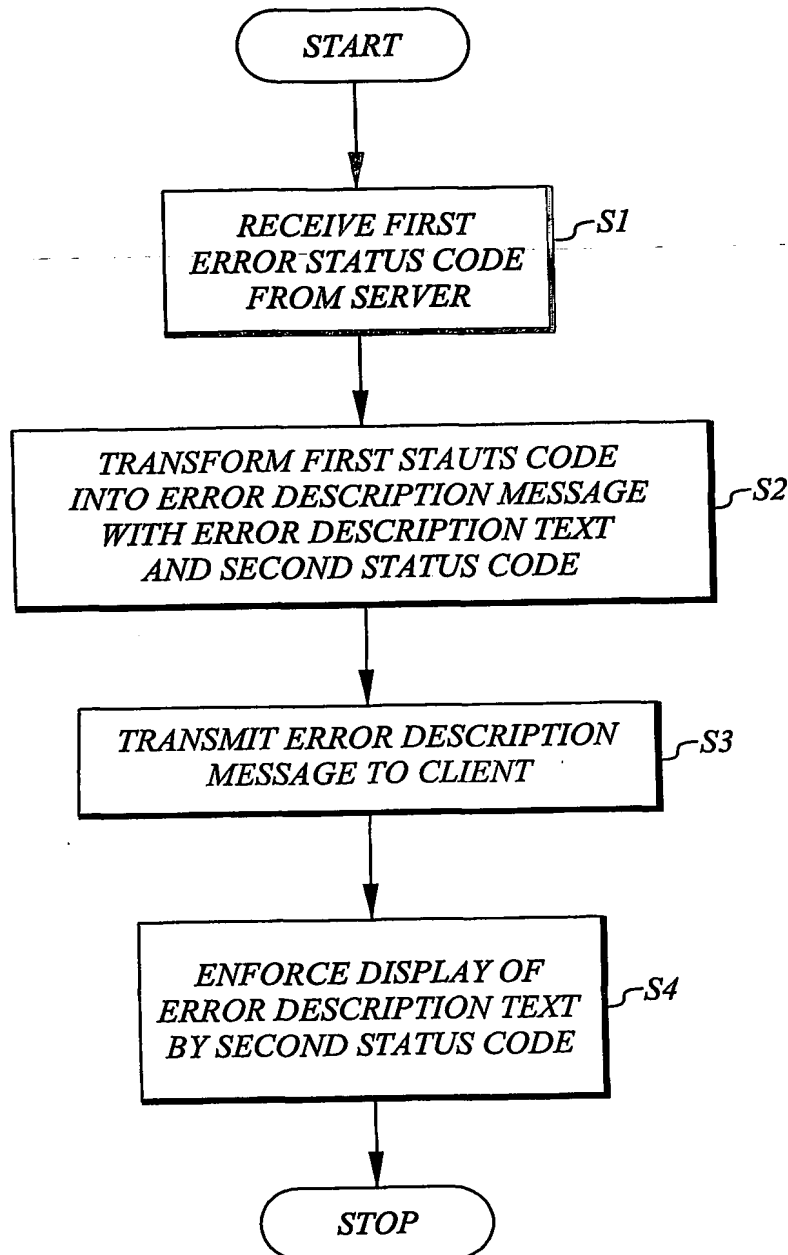 START
RECEIVE FIRST
ERROR STATUS CODE
FROM SERVER
S1
TRANSFORM FIRST STAUTS CODE
INTO ERROR DESCRIPTION MESSAGE
WITH ERROR DESCRIPTION TEXT
AND SECOND STATUS CODE
S2
TRANSMIT ERROR DESCRIPTION
MESSAGE TO CLIENT
S3
ENFORCE DISPLAY OF
ERROR DESCRIPTION TEXT
BY SECOND STATUS CODE
S4
STOP